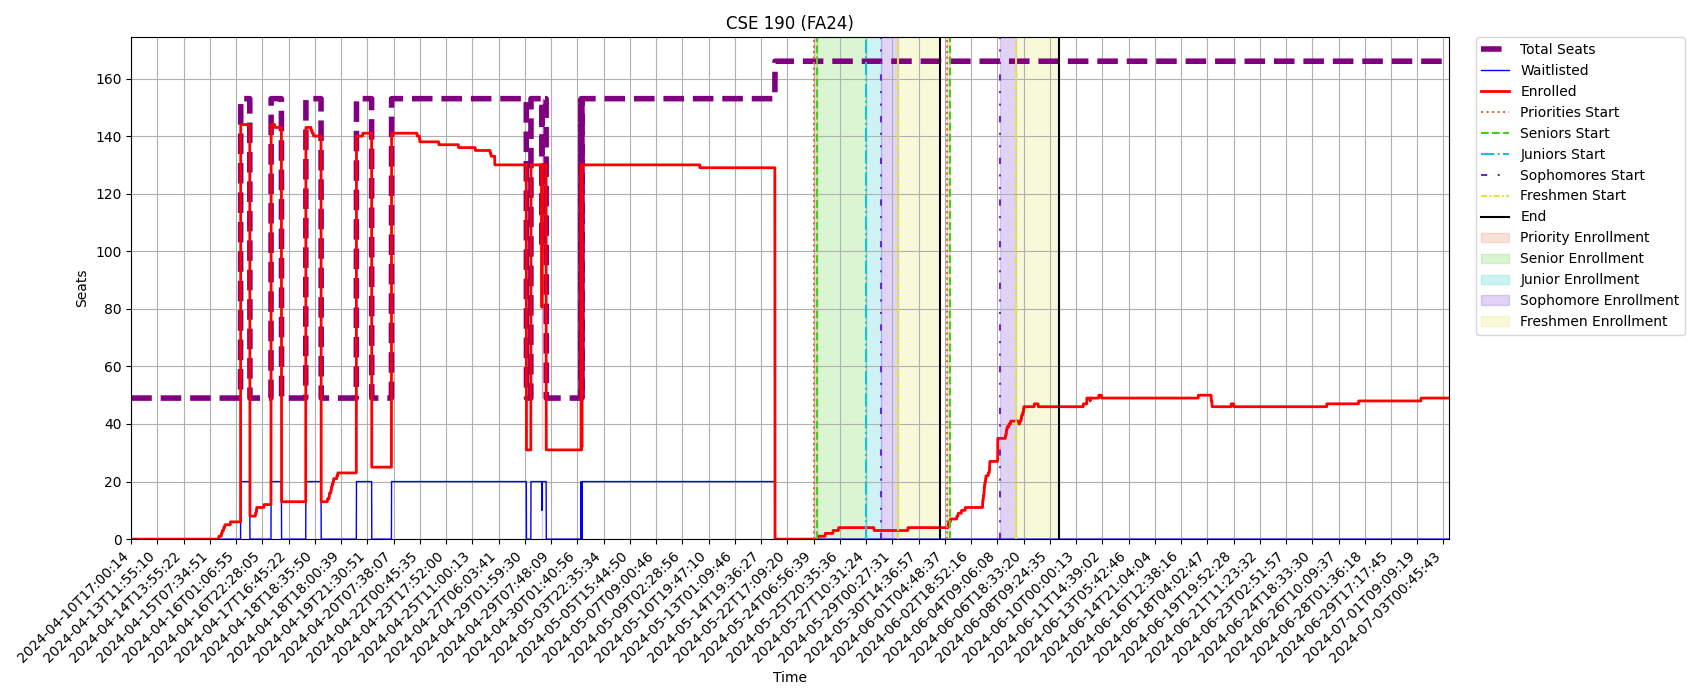 CSE 190 (FA24)
Total Seats
Waitlisted
Enrolled
Priorities Start
Seniors Start
Juniors Start
Sophomores Start
Freshmen Start
End
Priority Enrollment
Senior Enrollment
Junior Enrollment
Sophomore Enrollment
Freshmen Enrollment
Seats
160
140
120
100
80
60
40
20
0
2024-04-10T17:00:14
2024-04-13T11:55:10
2024-04-14T13:55:22
2024-04-15T07:34:51
2024-04-16T01:06:55
2024-04-16T22:28:05
2024-04-17T16:45:22
2024-04-18T18:35:50
2024-04-18T18:00:39
2024-04-19T21:30:51
2024-04-20T07:38:07
2024-04-22T00:45:35
2024-04-23T17:52:00
2024-04-25T11:00:13
2024-04-27T06:03:41
2024-04-29T01:59:30
2024-04-29T07:48:09
2024-04-30T01:40:56
2024-05-03T22:35:34
2024-05-05T15:44:50
2024-05-07T09:00:46
2024-05-09T02:28:56
2024-05-10T19:47:10
2024-05-13T01:09:46
2024-05-14T19:36:27
2024-05-22T17:09:20
2024-05-24T06:56:39
2024-05-25T20:35:36
2024-05-27T10:31:24
2024-05-29T00:27:31
2024-05-30T14:36:57
2024-06-01T04:48:37
2024-06-02T18:52:16
2024-06-04T09:06:08
2024-06-06T18:33:20
2024-06-08T09:24:35
2024-06-10T00:00:13
2024-06-11T14:39:02
2024-06-13T05:42:46
2024-06-14T21:04:04
2024-06-16T12:38:16
2024-06-18T04:02:47
2024-06-19T19:52:28
2024-06-21T11:23:32
2024-06-23T02:51:57
2024-06-24T18:33:30
2024-06-26T10:09:37
2024-06-28T01:36:18
2024-06-29T17:17:45
2024-07-01T09:09:19
2024-07-03T00:45:43
Time